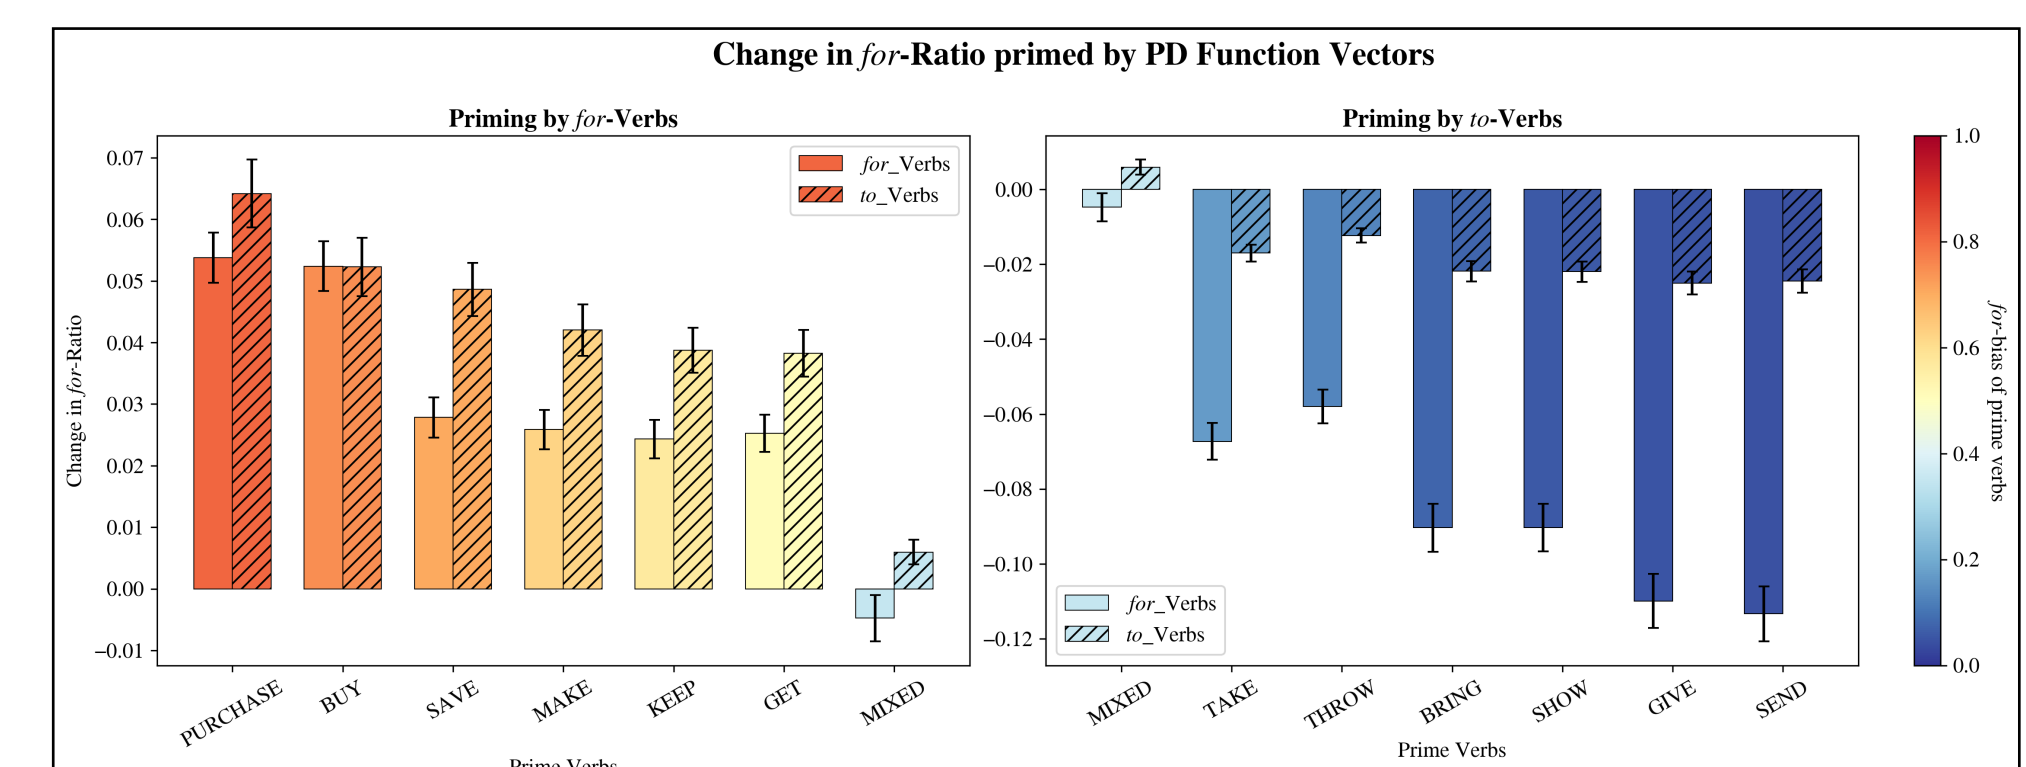 Change in for-Ratio primed by PD Function Vectors
Priming by for-Verbs
0.07
0.06
0.05
0.04
0.03
0.02
0.01
0.00
−0.01
Change in for-Ratio
for_Verbs
to_Verbs
PURCHASE
BUY
SAVE
MAKE
KEEP
GET
MIXED
Prime Verbs
Priming by to-Verbs
0.00
−0.02
−0.04
−0.06
−0.08
−0.10
−0.12
for_Verbs
to_Verbs
MIXED
TAKE
THROW
BRING
SHOW
GIVE
SEND
Prime Verbs
1.0
0.8
0.6
0.4
0.2
0.0
for-bias of prime verbs